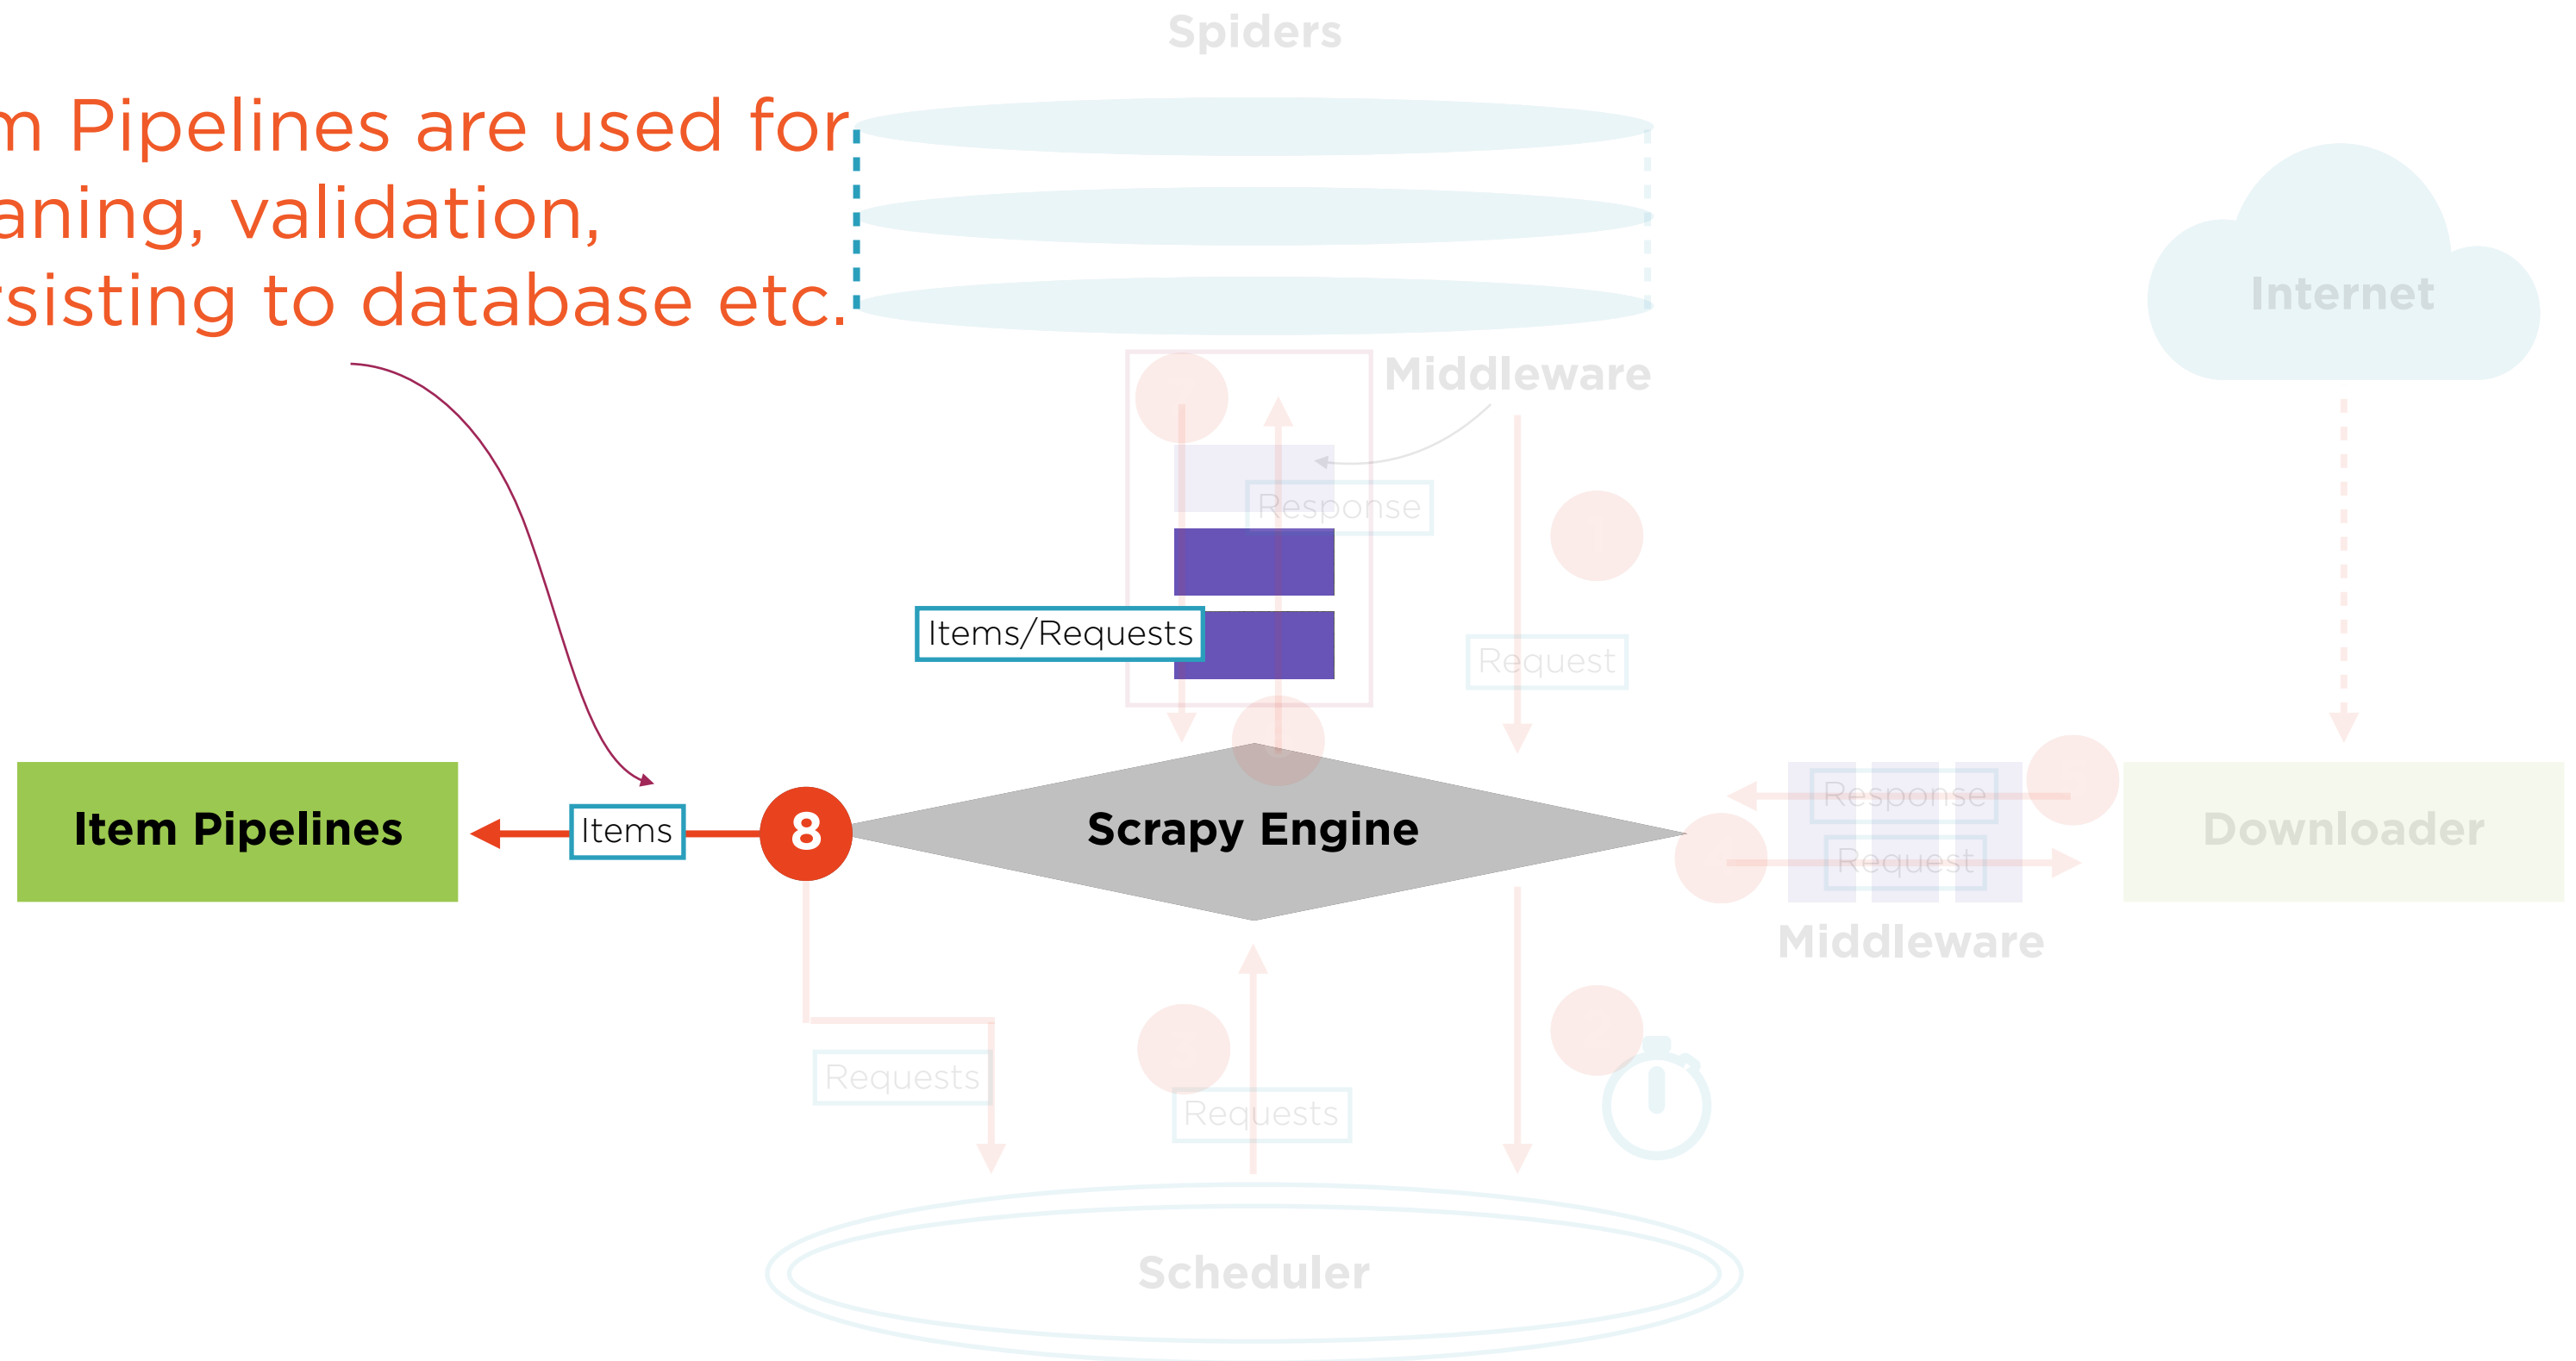 Spiders
m Pipelines are used for
aning, validation,
rsisting to database etc.
Internet
Middleware
Response
Items/Requests
Request
Item Pipelines
Items
8
Scrapy Engine
Response
Request
Downloader
Middleware
Requests
Requests
Scheduler